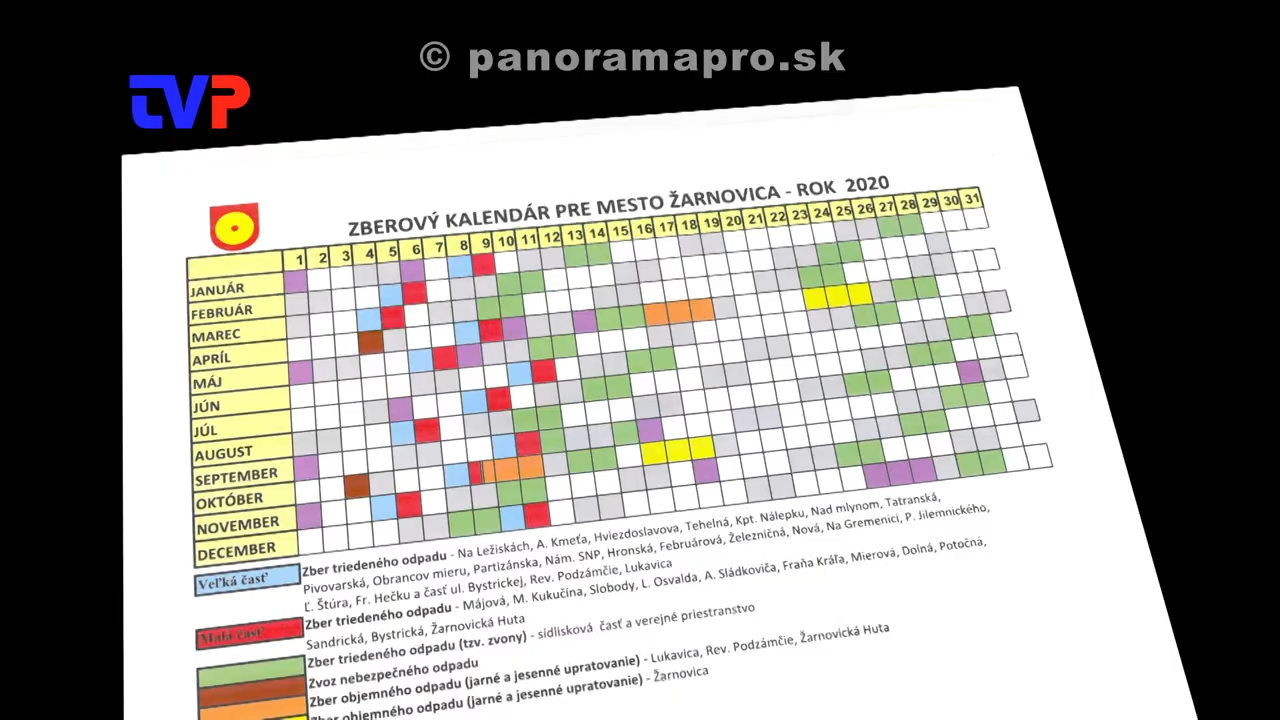 © panoramapro.sk
TVP
ZBEROVÝ KALENDÁR PRE MESTO ŽARNOVICA - ROK 2020
1 2 3 4 5 6 7 8 9 10 11 12 13 14 15 16 17 18 19 20 21 22 23 24 25 26 27 28 29 30 31
JANUÁR
FEBRUÁR
MAREC
APRÍL
MÁJ
JÚN
JÚL
AUGUST
SEPTEMBER
OKTÓBER
NOVEMBER
DECEMBER
Veľká časť
Zber triedeného odpadu - Na Ležiskách, A. Kmeťa, Hviezdoslavova, Tehelná, Kpt. Nálepku, Nad mlynom, Tatranská,
Pivovarská, Obrancov mieru, Partizánska, Nám. SNP, Hronská, Februárová, Železničná, Nová, Na Gremenici, P. Jilemnického,
Ľ. Štúra, Fr. Hečku a časť ul. Bystrickej, Rev. Podzámčie, Lukavica
Malá časť
Zber triedeného odpadu - Májová, M. Kukučína, Slobody, L. Osvalda, A. Sládkoviča, Fraňa Kráľa, Mierová, Dolná, Potočná,
Sandrická, Bystrická, Žarnovická Huta
Zber triedeného odpadu (tzv. zvony) - sídlisková časť a verejné priestranstvo
Zvoz nebezpečného odpadu
Zber objemného odpadu (jarné a jesenné upratovanie) - Lukavica, Rev. Podzámčie, Žarnovická Huta
Zber objemného odpadu (jarné a jesenné upratovanie) - Žarnovica